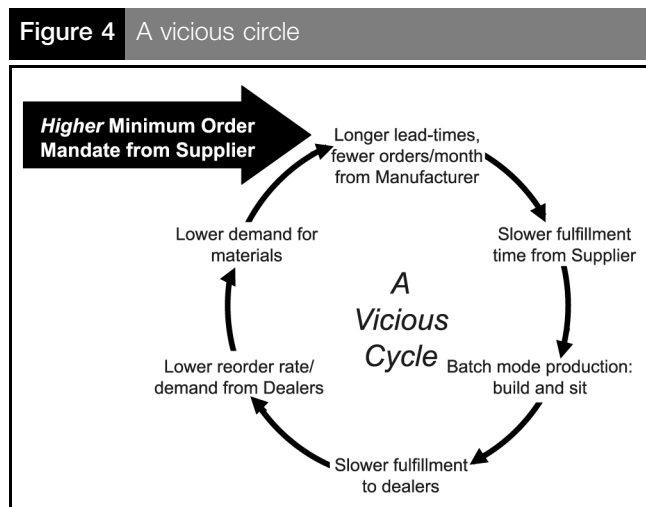 Figure 4 A vicious circle
Higher Minimum Order
Mandate from Supplier
Longer lead-times,
fewer orders/month
from Manufacturer
Slower fulfillment
time from Supplier
Batch mode production:
build and sit
Slower fulfillment
to dealers
Lower reorder rate/
demand from Dealers
Lower demand for
materials
A
Vicious
Cycle